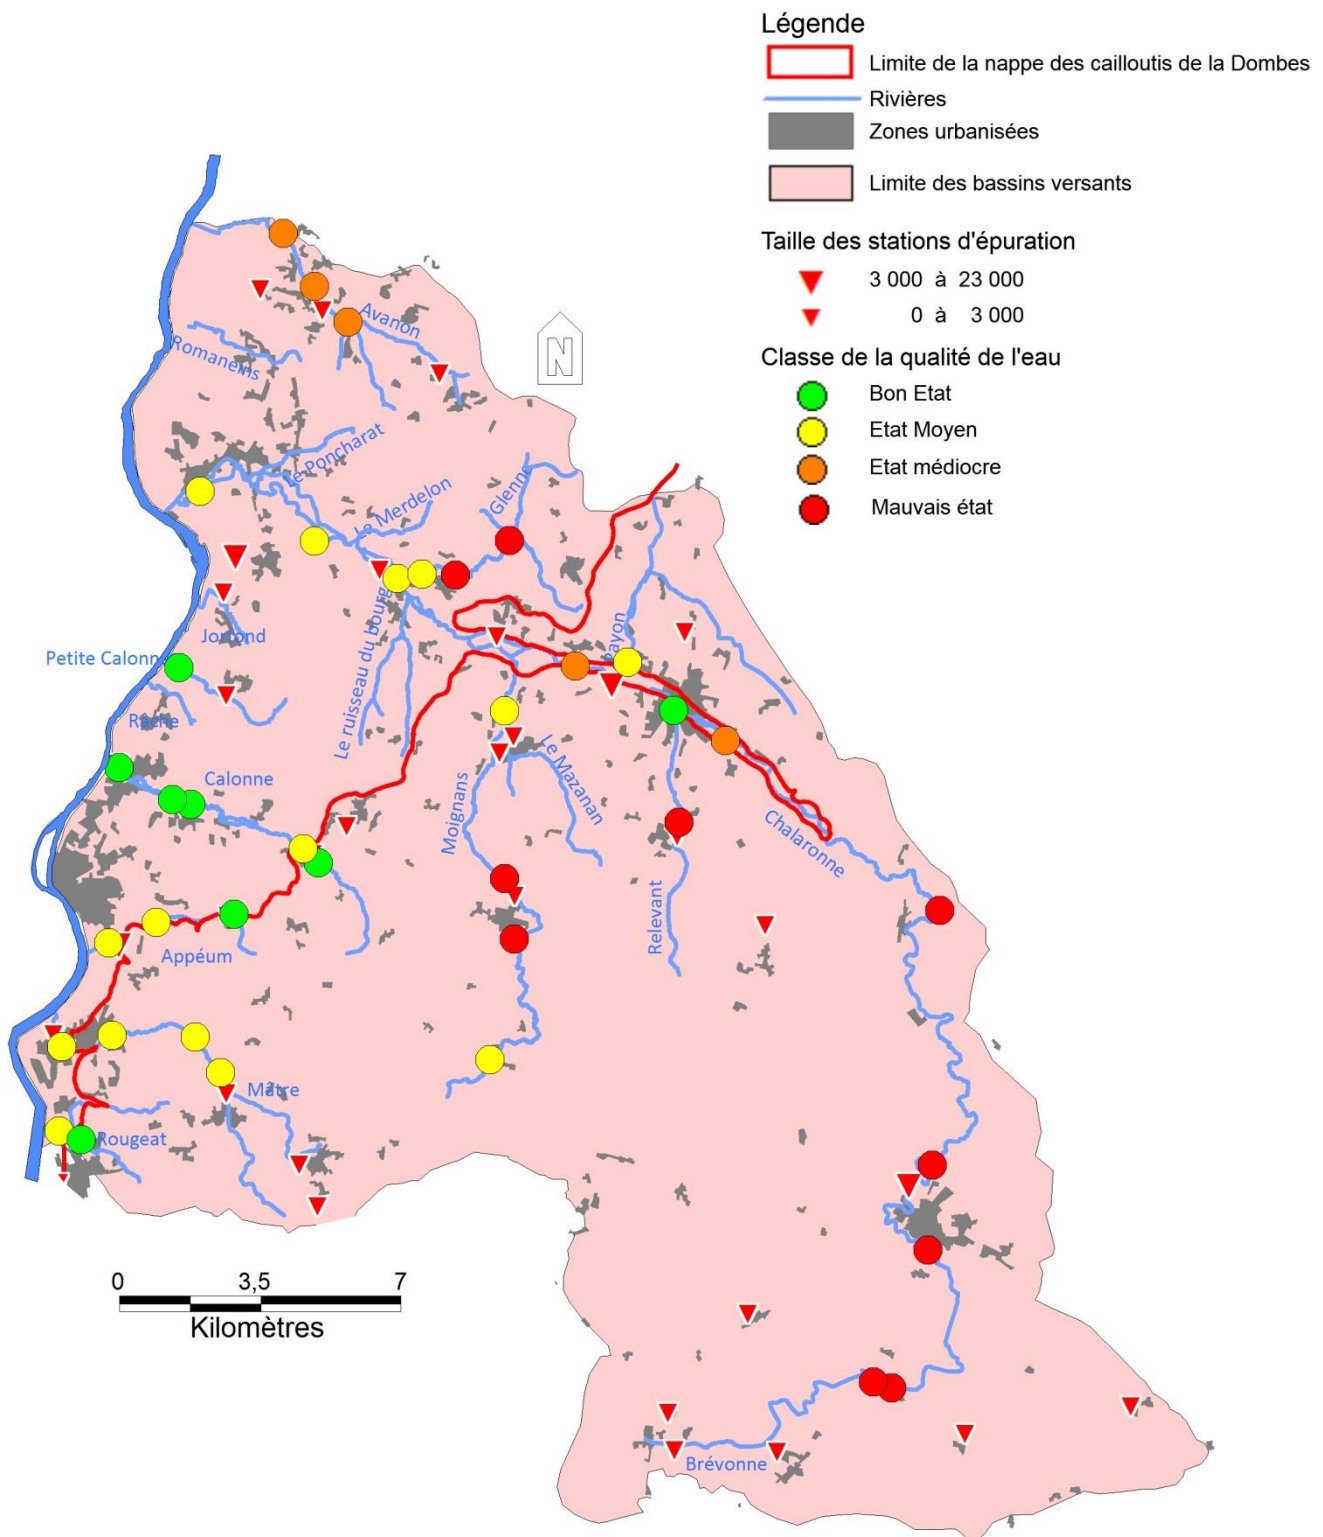 Légende
Limite de la nappe des cailloutis de la Dombes
Rivières
Zones urbanisées
Limite des bassins versants
Taille des stations d'épuration
3 000 à 23 000
0 à 3 000
Classe de la qualité de l'eau
Bon Etat
Etat Moyen
Etat médiocre
Mauvais état
N
Avanon
Romaneins
Le Poncharat
Le Merdelon
Glenne
Jorfond
Petite Calonn
Râche
Le ruisseau du bourg
Calonne
Moignans
Le Mazanan
Relevant
Chalaronne
Appéum
Mâtre
Rougeat
Brévonne
0 3,5 7
Kilomètres